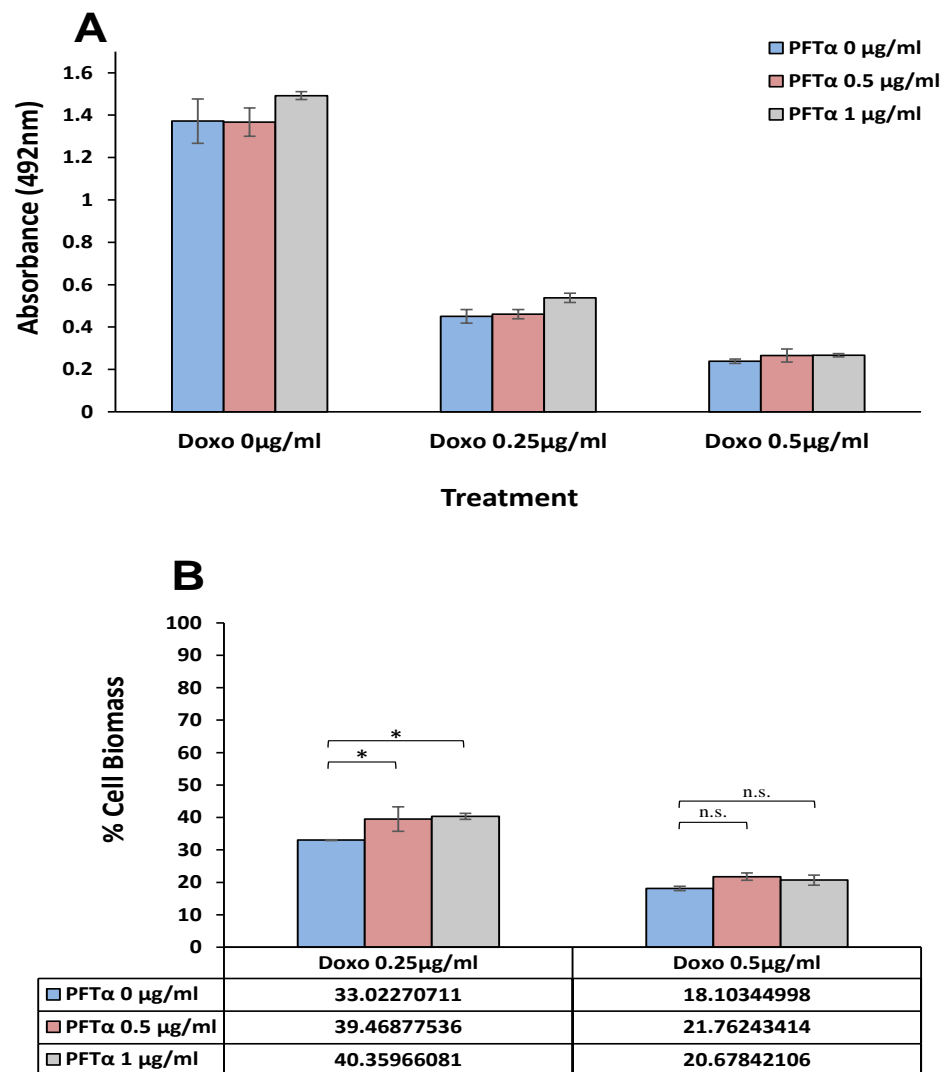 A
PFTα 0 µg/ml
PFTα 0.5 µg/ml
PFTα 1 µg/ml
1.6
1.4
1.2
1
0.8
0.6
0.4
0.2
0
Absorbance (492nm)
Doxo 0µg/ml Doxo 0.25µg/ml Doxo 0.5µg/ml
Treatment
B
100
90
80
70
60
50
40
30
20
10
0
% Cell Biomass
*
*
n.s.
n.s.
Doxo 0.25µg/ml Doxo 0.5µg/ml
PFTα 0 µg/ml 33.02270711 18.10344998
PFTα 0.5 µg/ml 39.46877536 21.76243414
PFTα 1 µg/ml 40.35966081 20.67842106